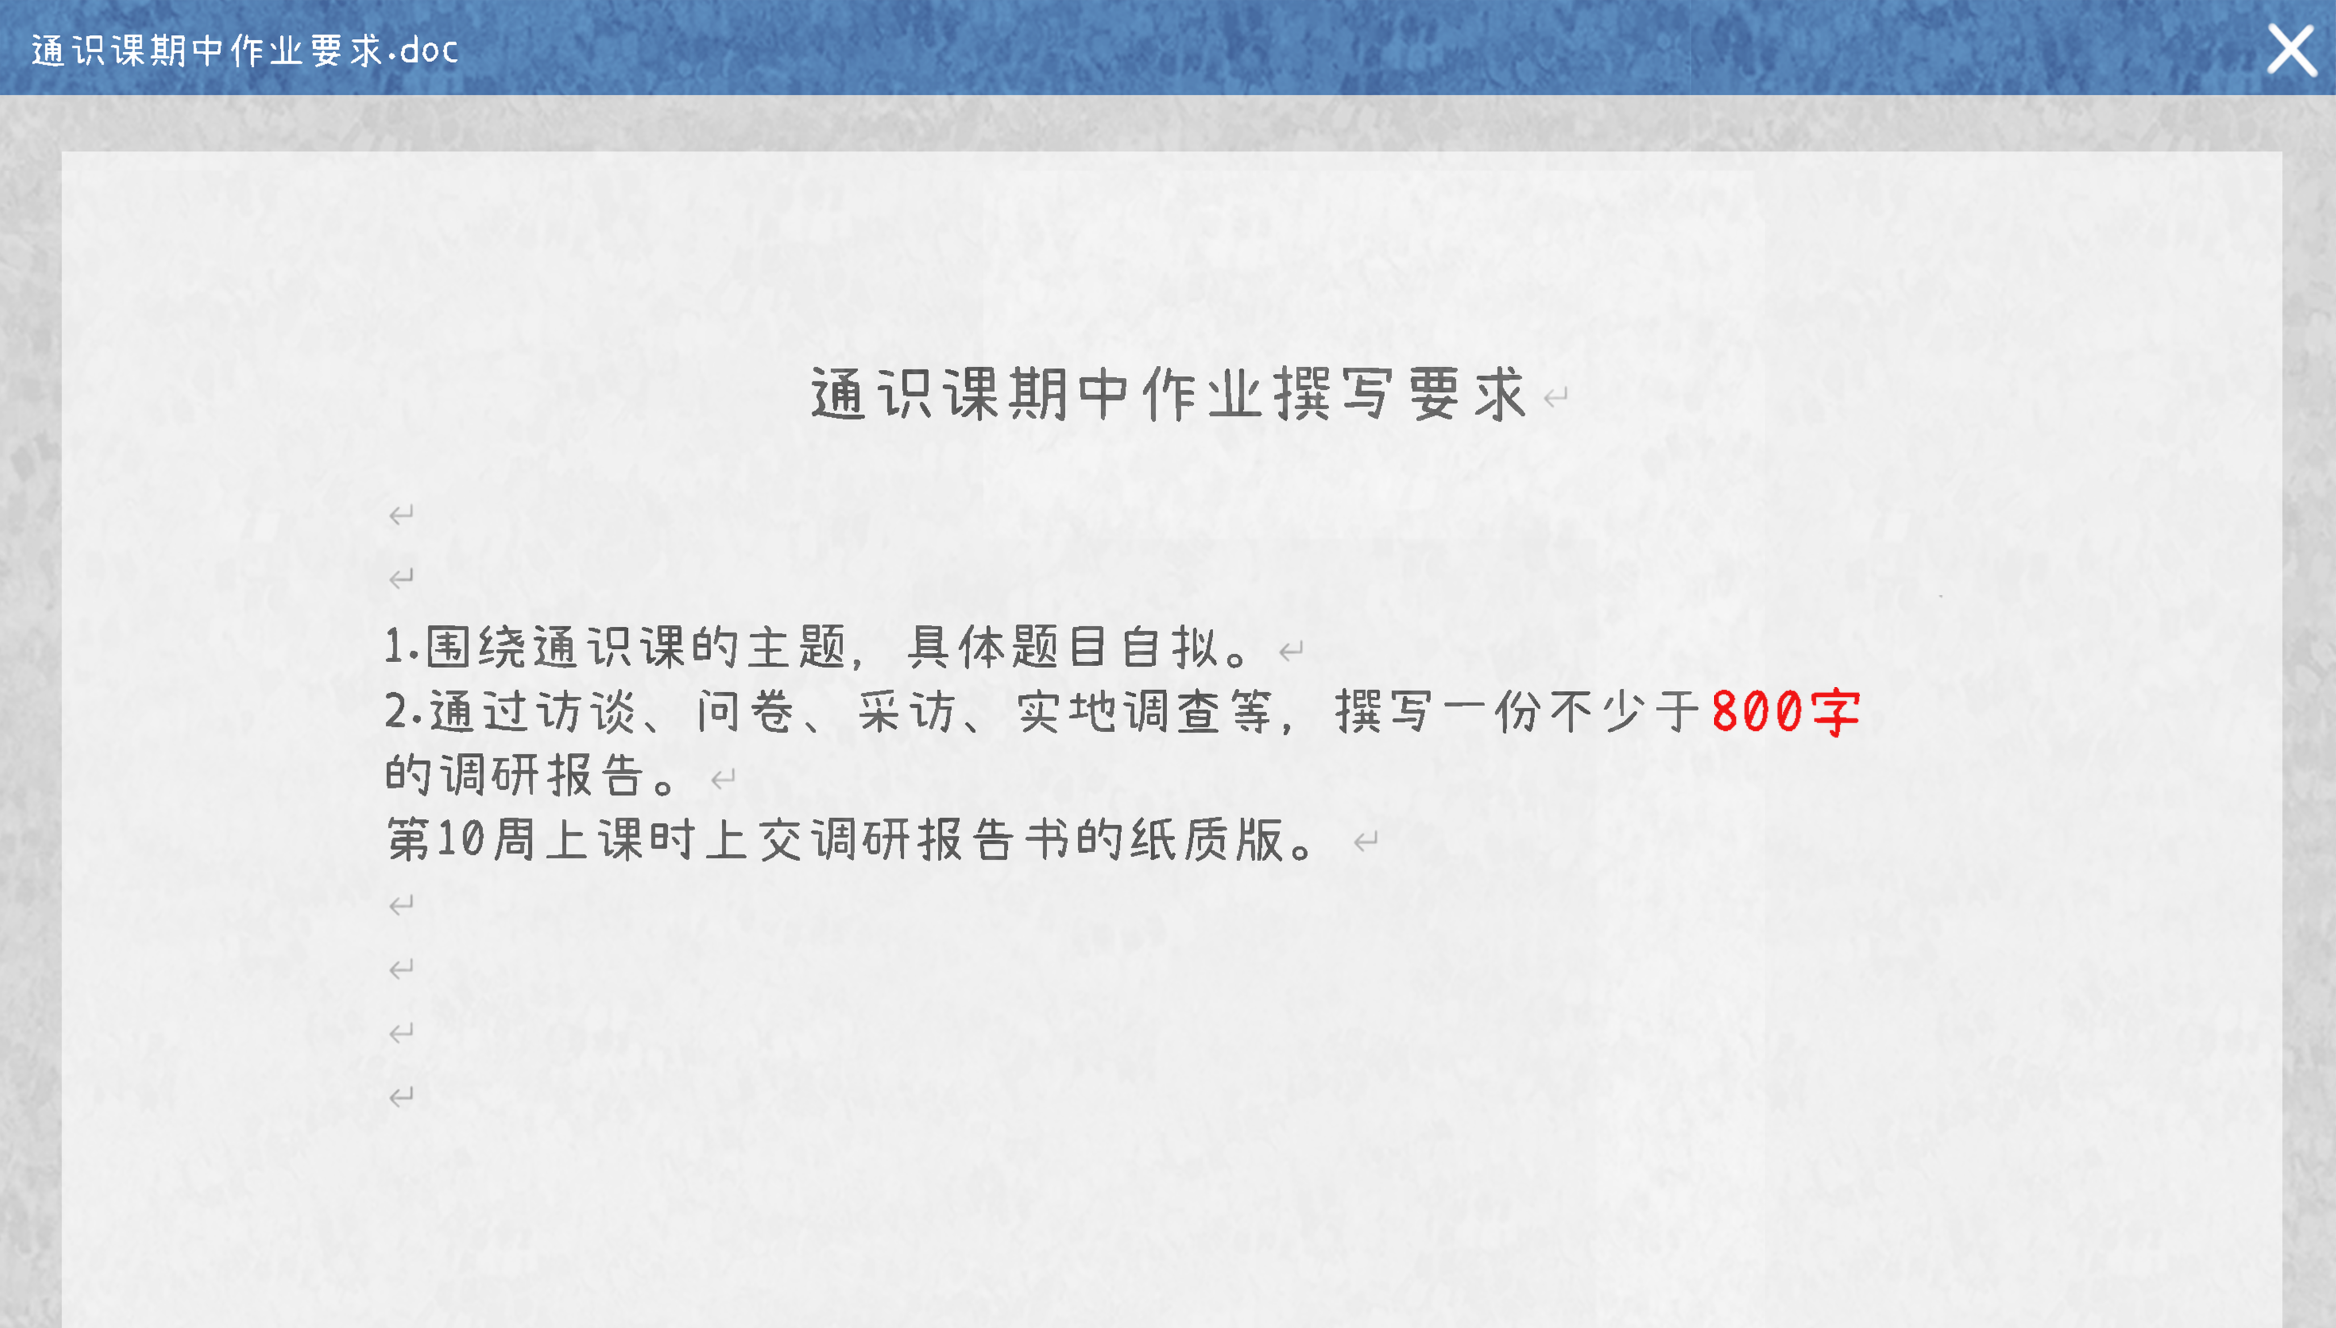 通识课期中作业要求.doc
通识课期中作业撰写要求
1.围绕通识课的主题，具体题目自拟。
2.通过访谈、问卷、采访、实地调查等，撰写一份不少于800字
的调研报告。
第10周上课时上交调研报告书的纸质版。